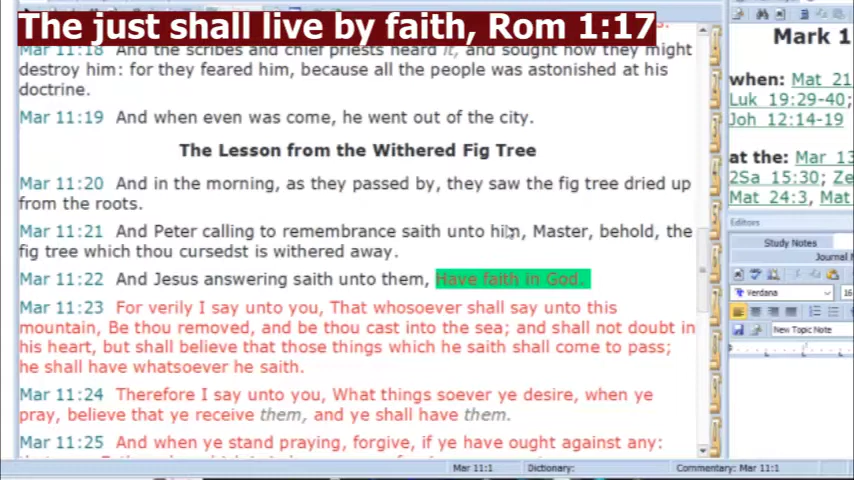 The just shall live by faith, Rom 1:17
Mar 11:18 And the scribes and chief priests heard it, and sought how they might
destroy him: for they feared him, because all the people was astonished at his
doctrine.
Mar 11:19 And when even was come, he went out of the city.
The Lesson from the Withered Fig Tree
Mar 11:20 And in the morning, as they passed by, they saw the fig tree dried up
from the roots.
Mar 11:21 And Peter calling to remembrance saith unto him, Master, behold, the
fig tree which thou cursedst is withered away.
Mar 11:22 And Jesus answering saith unto them, Have faith in God.
Mar 11:23 For verily I say unto you, That whosoever shall say unto this
mountain, Be thou removed, and be thou cast into the sea; and shall not doubt in
his heart, but shall believe that those things which he saith shall come to pass;
he shall have whatsoever he saith.
Mar 11:24 Therefore I say unto you, What things soever ye desire, when ye
pray, believe that ye receive them, and ye shall have them.
Mar 11:25 And when ye stand praying, forgive, if ye have ought against any:
Mar 11:1 Dictionary: Commentary: Mar 11:1
Mark 1
when: Mat 21
Luk 19:29-40;
Joh 12:14-19
at the: Mar 13
2Sa 15:30; Ze
Mat 24:3, Mat
Editors
Study Notes
Journal
Verdana
New Topic Note